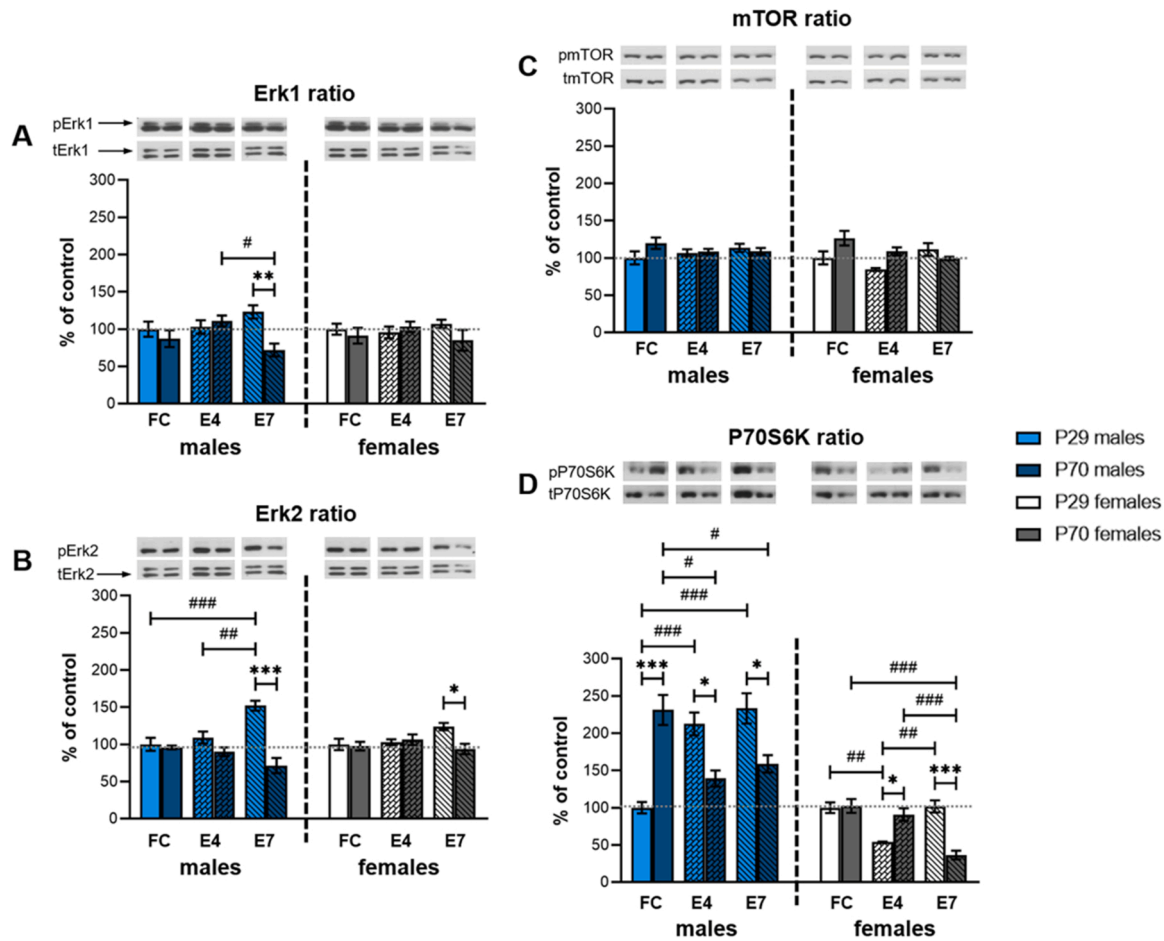 A
Erk1 ratio
pErk1
tErk1
% of control
300
250
200
150
100
50
0
#
**
FC E4 E7 FC E4 E7
males females
B
Erk2 ratio
pErk2
tErk2
% of control
300
250
200
150
100
50
0
###
##
***
*
FC E4 E7 FC E4 E7
males females
C
mTOR ratio
pmTOR
tmTOR
% of control
300
250
200
150
100
50
0
FC E4 E7 FC E4 E7
males females
D
P70S6K ratio
pP70S6K
tP70S6K
% of control
300
250
200
150
100
50
0
#
#
###
###
*** * *
###
###
##
##
* ***
FC E4 E7 FC E4 E7
males females
P29 males
P70 males
P29 females
P70 females